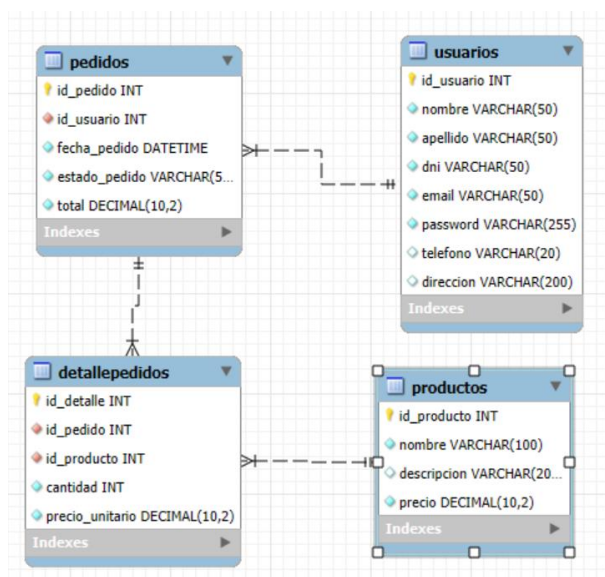 pedidos
id_pedido INT
id_usuario INT
fecha_pedido DATETIME
estado_pedido VARCHAR(5...
total DECIMAL(10,2)
Indexes
usuarios
id_usuario INT
nombre VARCHAR(50)
apellido VARCHAR(50)
dni VARCHAR(50)
email VARCHAR(50)
password VARCHAR(255)
telefono VARCHAR(20)
direccion VARCHAR(200)
Indexes
detallepedidos
id_detalle INT
id_pedido INT
id_producto INT
cantidad INT
precio_unitario DECIMAL(10,2)
Indexes
productos
id_producto INT
nombre VARCHAR(100)
descripcion VARCHAR(20...
precio DECIMAL(10,2)
Indexes